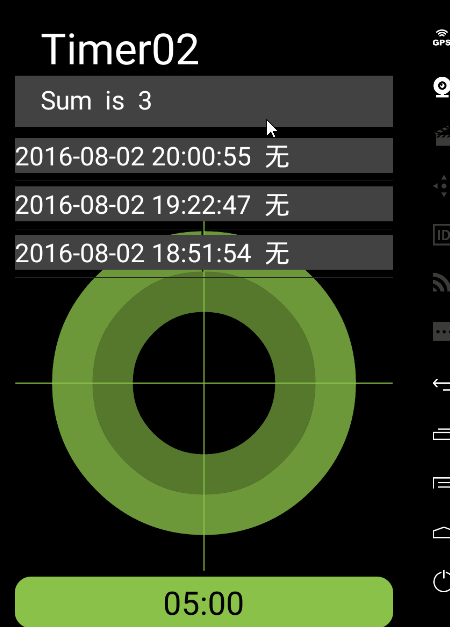 Timer02
GPS
Sum is 3
2016-08-02 20:00:55 无
2016-08-02 19:22:47 无
ID
2016-08-02 18:51:54 无
05:00